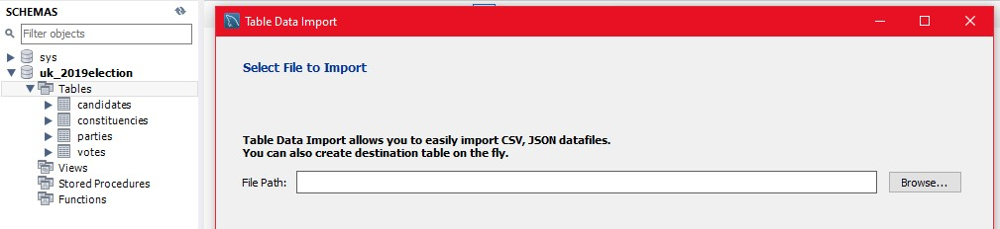 SCHEMAS
Filter objects
sys
uk_2019election
Tables
candidates
constituencies
parties
votes
Views
Stored Procedures
Functions
Table Data Import
Select File to Import
Table Data Import allows you to easily import CSV, JSON datafiles.
You can also create destination table on the fly.
File Path:
Browse...